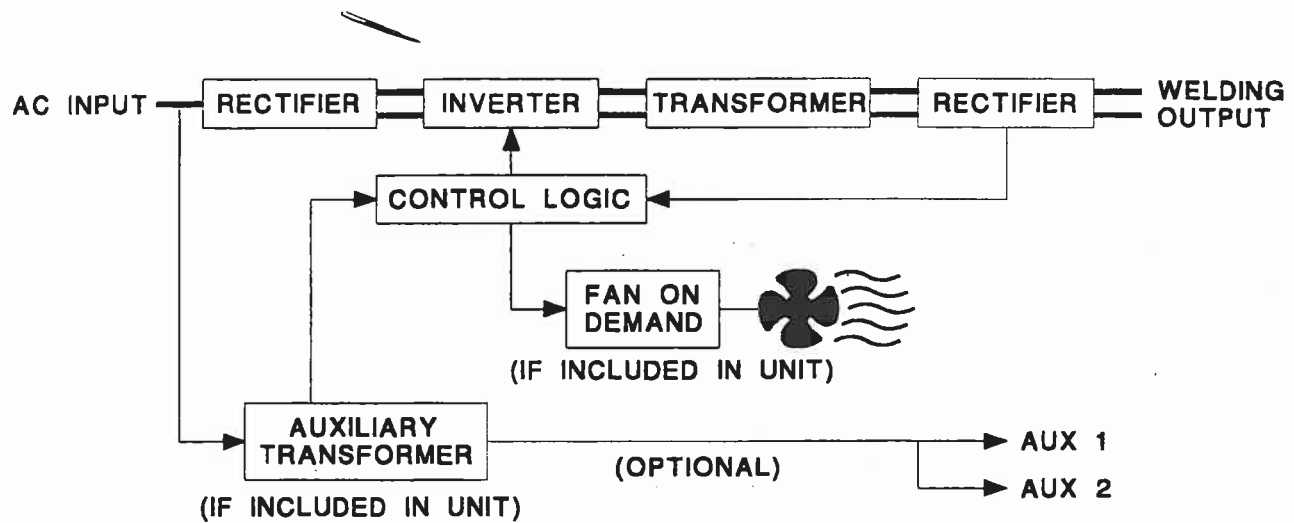 AC INPUT
RECTIFIER
INVERTER
TRANSFORMER
RECTIFIER
WELDING
OUTPUT
CONTROL LOGIC
FAN ON
DEMAND
(IF INCLUDED IN UNIT)
AUXILIARY
TRANSFORMER
(IF INCLUDED IN UNIT)
(OPTIONAL)
AUX 1
AUX 2